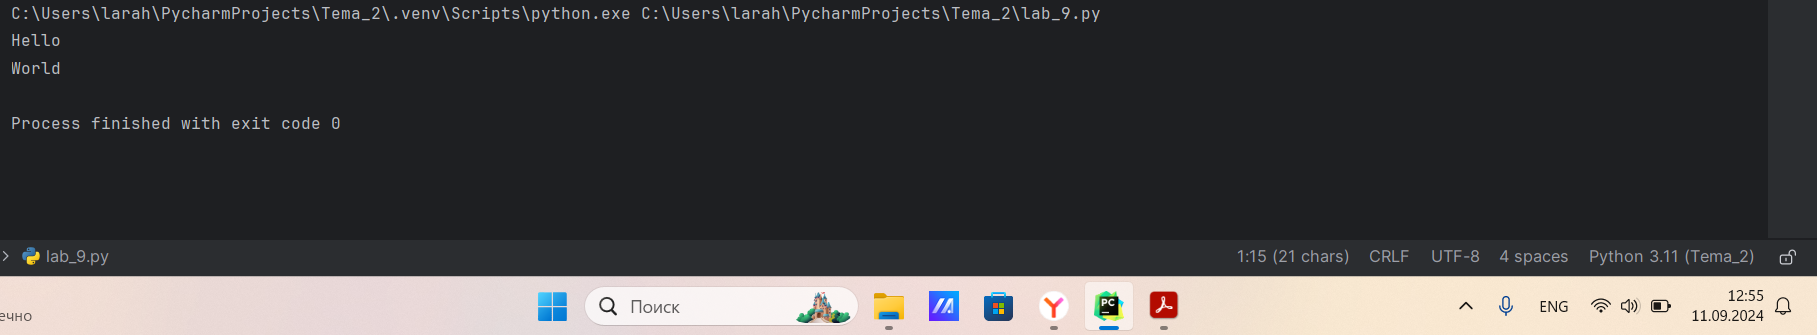 C:\Users\larah\PycharmProjects\Tema_2\.venv\Scripts\python.exe C:\Users\larah\PycharmProjects\Tema_2\lab_9.py
Hello
World
Process finished with exit code 0
lab_9.py 1:15 (21 chars) CRLF UTF-8 4 spaces Python 3.11 (Tema_2)
ечно Поиск PC ENG 12:55
11.09.2024